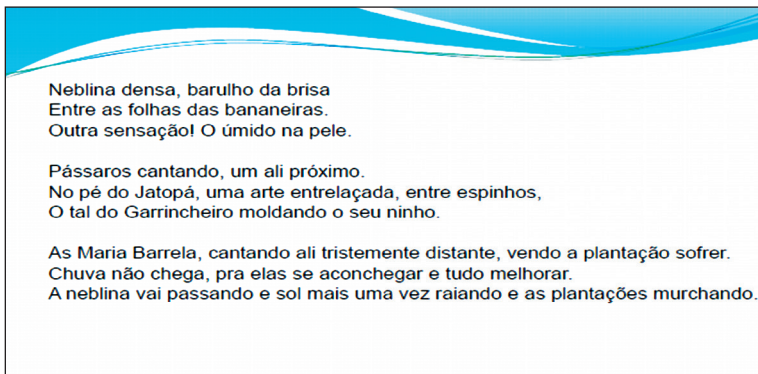 Neblina densa, barulho da brisa
Entre as folhas das bananeiras.
Outra sensação! O úmido na pele.
Pássaros cantando, um ali próximo.
No pé do Jatopá, uma arte entrelaçada, entre espinhos,
O tal do Garrincheiro moldando o seu ninho.
As Maria Barrela, cantando ali tristemente distante, vendo a plantação sofrer.
Chuva não chega, pra elas se aconchegar e tudo melhorar.
A neblina vai passando e sol mais uma vez raiando e as plantações murchando.